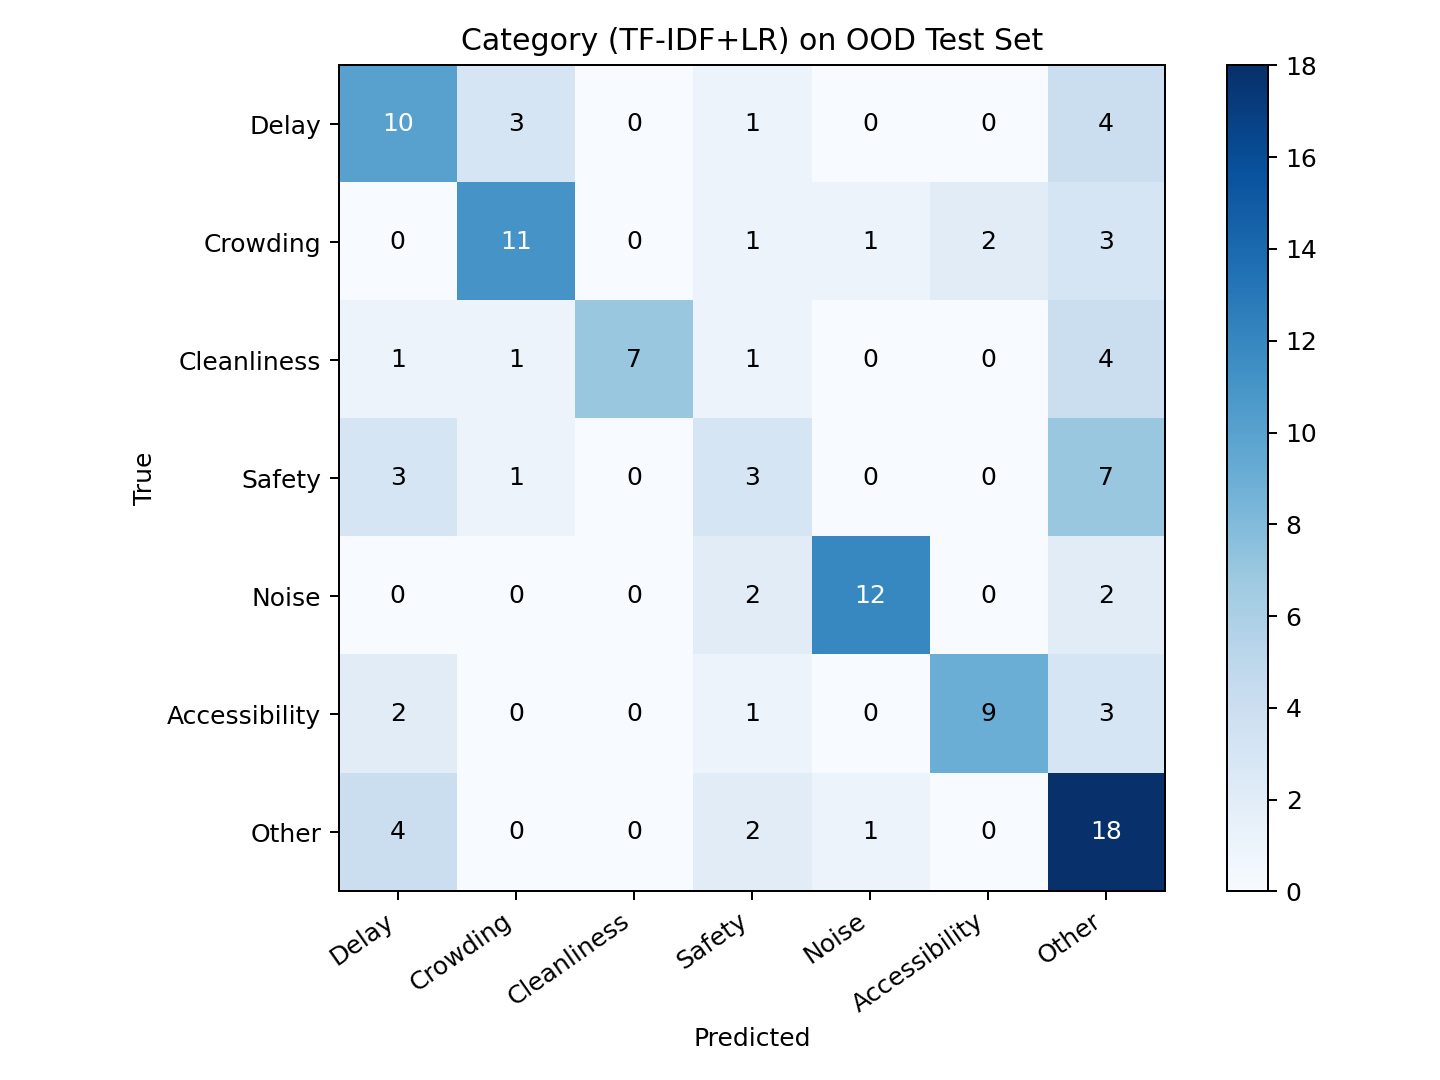 Category (TF-IDF+LR) on OOD Test Set
True
Delay 10 3 0 1 0 0 4
Crowding 0 11 0 1 1 2 3
Cleanliness 1 1 7 1 0 0 4
Safety 3 1 0 3 0 0 7
Noise 0 0 0 2 12 0 2
Accessibility 2 0 0 1 0 9 3
Other 4 0 0 2 1 0 18
Delay Crowding Cleanliness Safety Noise Accessibility Other
Predicted
18
16
14
12
10
8
6
4
2
0